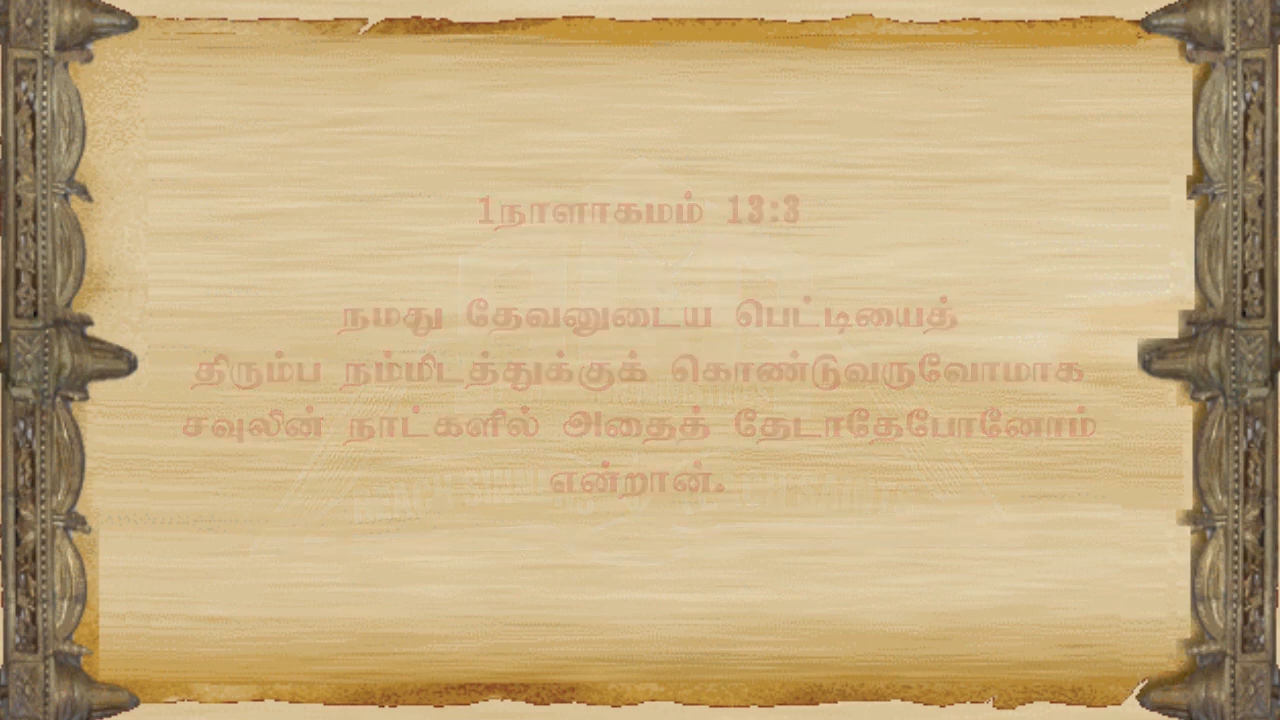 1நாளாகமம் 13:3
நமது தேவனுடைய பெட்டியைத்
திரும்ப நம்மிடத்துக்குக் கொண்டுவருவோமாக
சவுலின் நாட்களில் அதைத் தேடாதேபோனோம்
என்றான்.